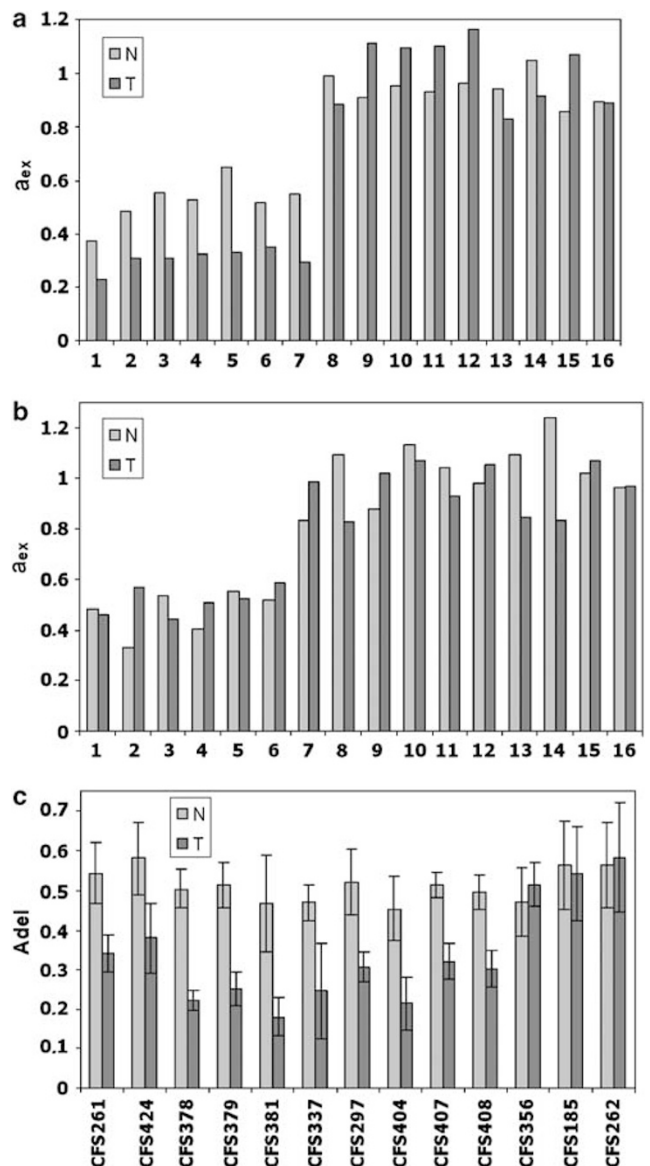 a
1.2
1
0.8
0.6
0.4
0.2
0
aex
N
T
1 2 3 4 5 6 7 8 9 10 11 12 13 14 15 16
b
1.2
1
0.8
0.6
0.4
0.2
0
aex
N
T
1 2 3 4 5 6 7 8 9 10 11 12 13 14 15 16
c
0.7
0.6
0.5
0.4
0.3
0.2
0.1
0
Adel
N
T
CFS261
CFS424
CFS378
CFS379
CFS381
CFS337
CFS297
CFS404
CFS407
CFS408
CFS356
CFS185
CFS262